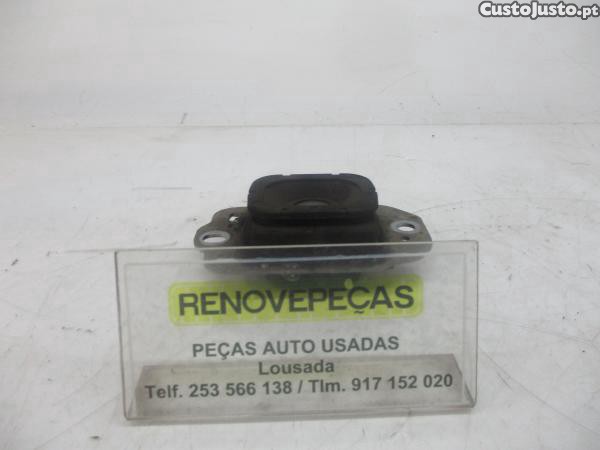 CustoJusto.pt
RENOVEPEÇAS
PEÇAS AUTO USADAS
Lousada
Telf. 253 566 138 / Tlm. 917 152 020